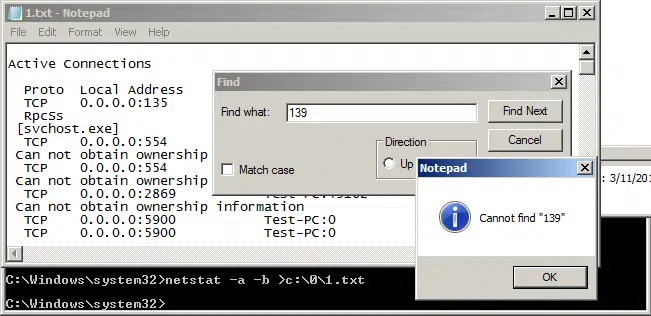 1.txt - Notepad
File Edit Format View Help
Active Connections
Proto Local Address
TCP 0.0.0.0:135
RpcSs
[svchost.exe]
TCP 0.0.0.0:554
Can not obtain ownership
TCP 0.0.0.0:554
Can not obtain ownership
TCP 0.0.0.0:2869
Can not obtain ownership information
TCP 0.0.0.0:5900 Test-PC:0
TCP 0.0.0.0:5900 Test-PC:0
Find
Find what: 139 Find Next
Cancel
Direction
Match case
Up
Notepad
Cannot find "139"
OK
: 3/11/201
C:\Windows\system32>netstat -a -b >c:\0\1.txt
C:\Windows\system32>